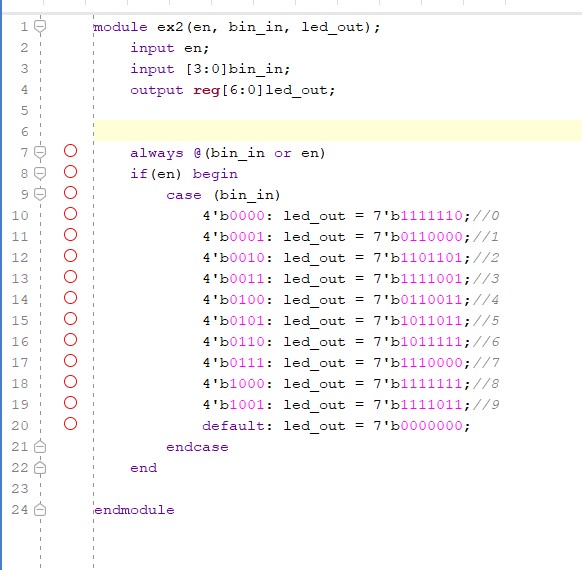 1 module ex2(en, bin_in, led_out);
2 input en;
3 input [3:0]bin_in;
4 output reg[6:0]led_out;
5
6
7 always @(bin_in or en)
8 if(en) begin
9 case (bin_in)
10 4'b0000: led_out = 7'b1111110;//0
11 4'b0001: led_out = 7'b0110000;//1
12 4'b0010: led_out = 7'b1101101;//2
13 4'b0011: led_out = 7'b1111001;//3
14 4'b0100: led_out = 7'b0110011;//4
15 4'b0101: led_out = 7'b1011011;//5
16 4'b0110: led_out = 7'b1011111;//6
17 4'b0111: led_out = 7'b1110000;//7
18 4'b1000: led_out = 7'b1111111;//8
19 4'b1001: led_out = 7'b1111011;//9
20 default: led_out = 7'b0000000;
21 endcase
22 end
23
24 endmodule